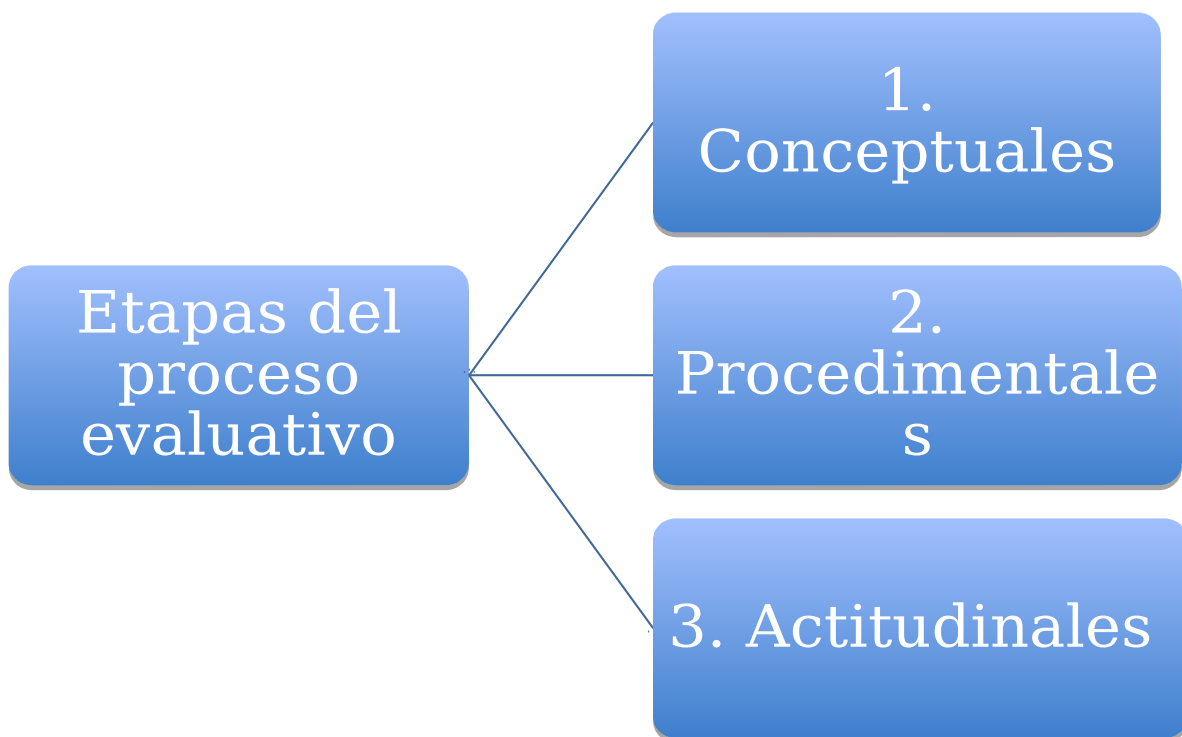 Etapas del
proceso
evaluativo
1.
Conceptuales
2.
Procedimentale
s
3. Actitudinales